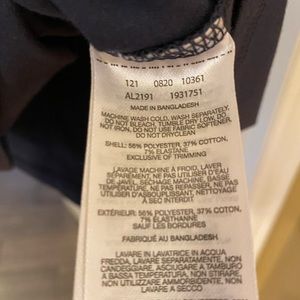 121 0820 10361
AL2191 1931751
MADE IN BANGLADESH
MACHINE WASH COLD, WASH SEPARATELY,
DO NOT BLEACH, TUMBLE DRY LOW, DO
NOT IRON, DO NOT USE FABRIC SOFTENER,
DO NOT DRYCLEAN
SHELL: 56% POLYESTER, 37% COTTON,
7% ELASTANE
EXCLUSIVE OF TRIMMING
LAVAGE MACHINE À FROID, LAVER
SÉPARÉMENT, NE PAS UTILISER D'EAU
DE JAVEL, SÉCHAGE MACHINE BASSE
TEMPÉRATURE, NE PAS REPASSER, NE PAS
UTILISER D'ASSOUPLISSANT, NETTOYAGE
À SEC INTERDIT
EXTÉRIEUR: 56% POLYESTER, 37% COTON,
7% ÉLASTHANNE
SAUF LES BORDURES
FABRIQUÉ AU BANGLADESH
LAVARE IN LAVATRICE IN ACQUA
FREDDA, LAVARE SEPARATAMENTE, NON
CANDEGGIARE, ASCIUGARE A MACCHINA
A BASSA TEMPERATURA, NON STIRARE,
NON LAVARE A SECCO